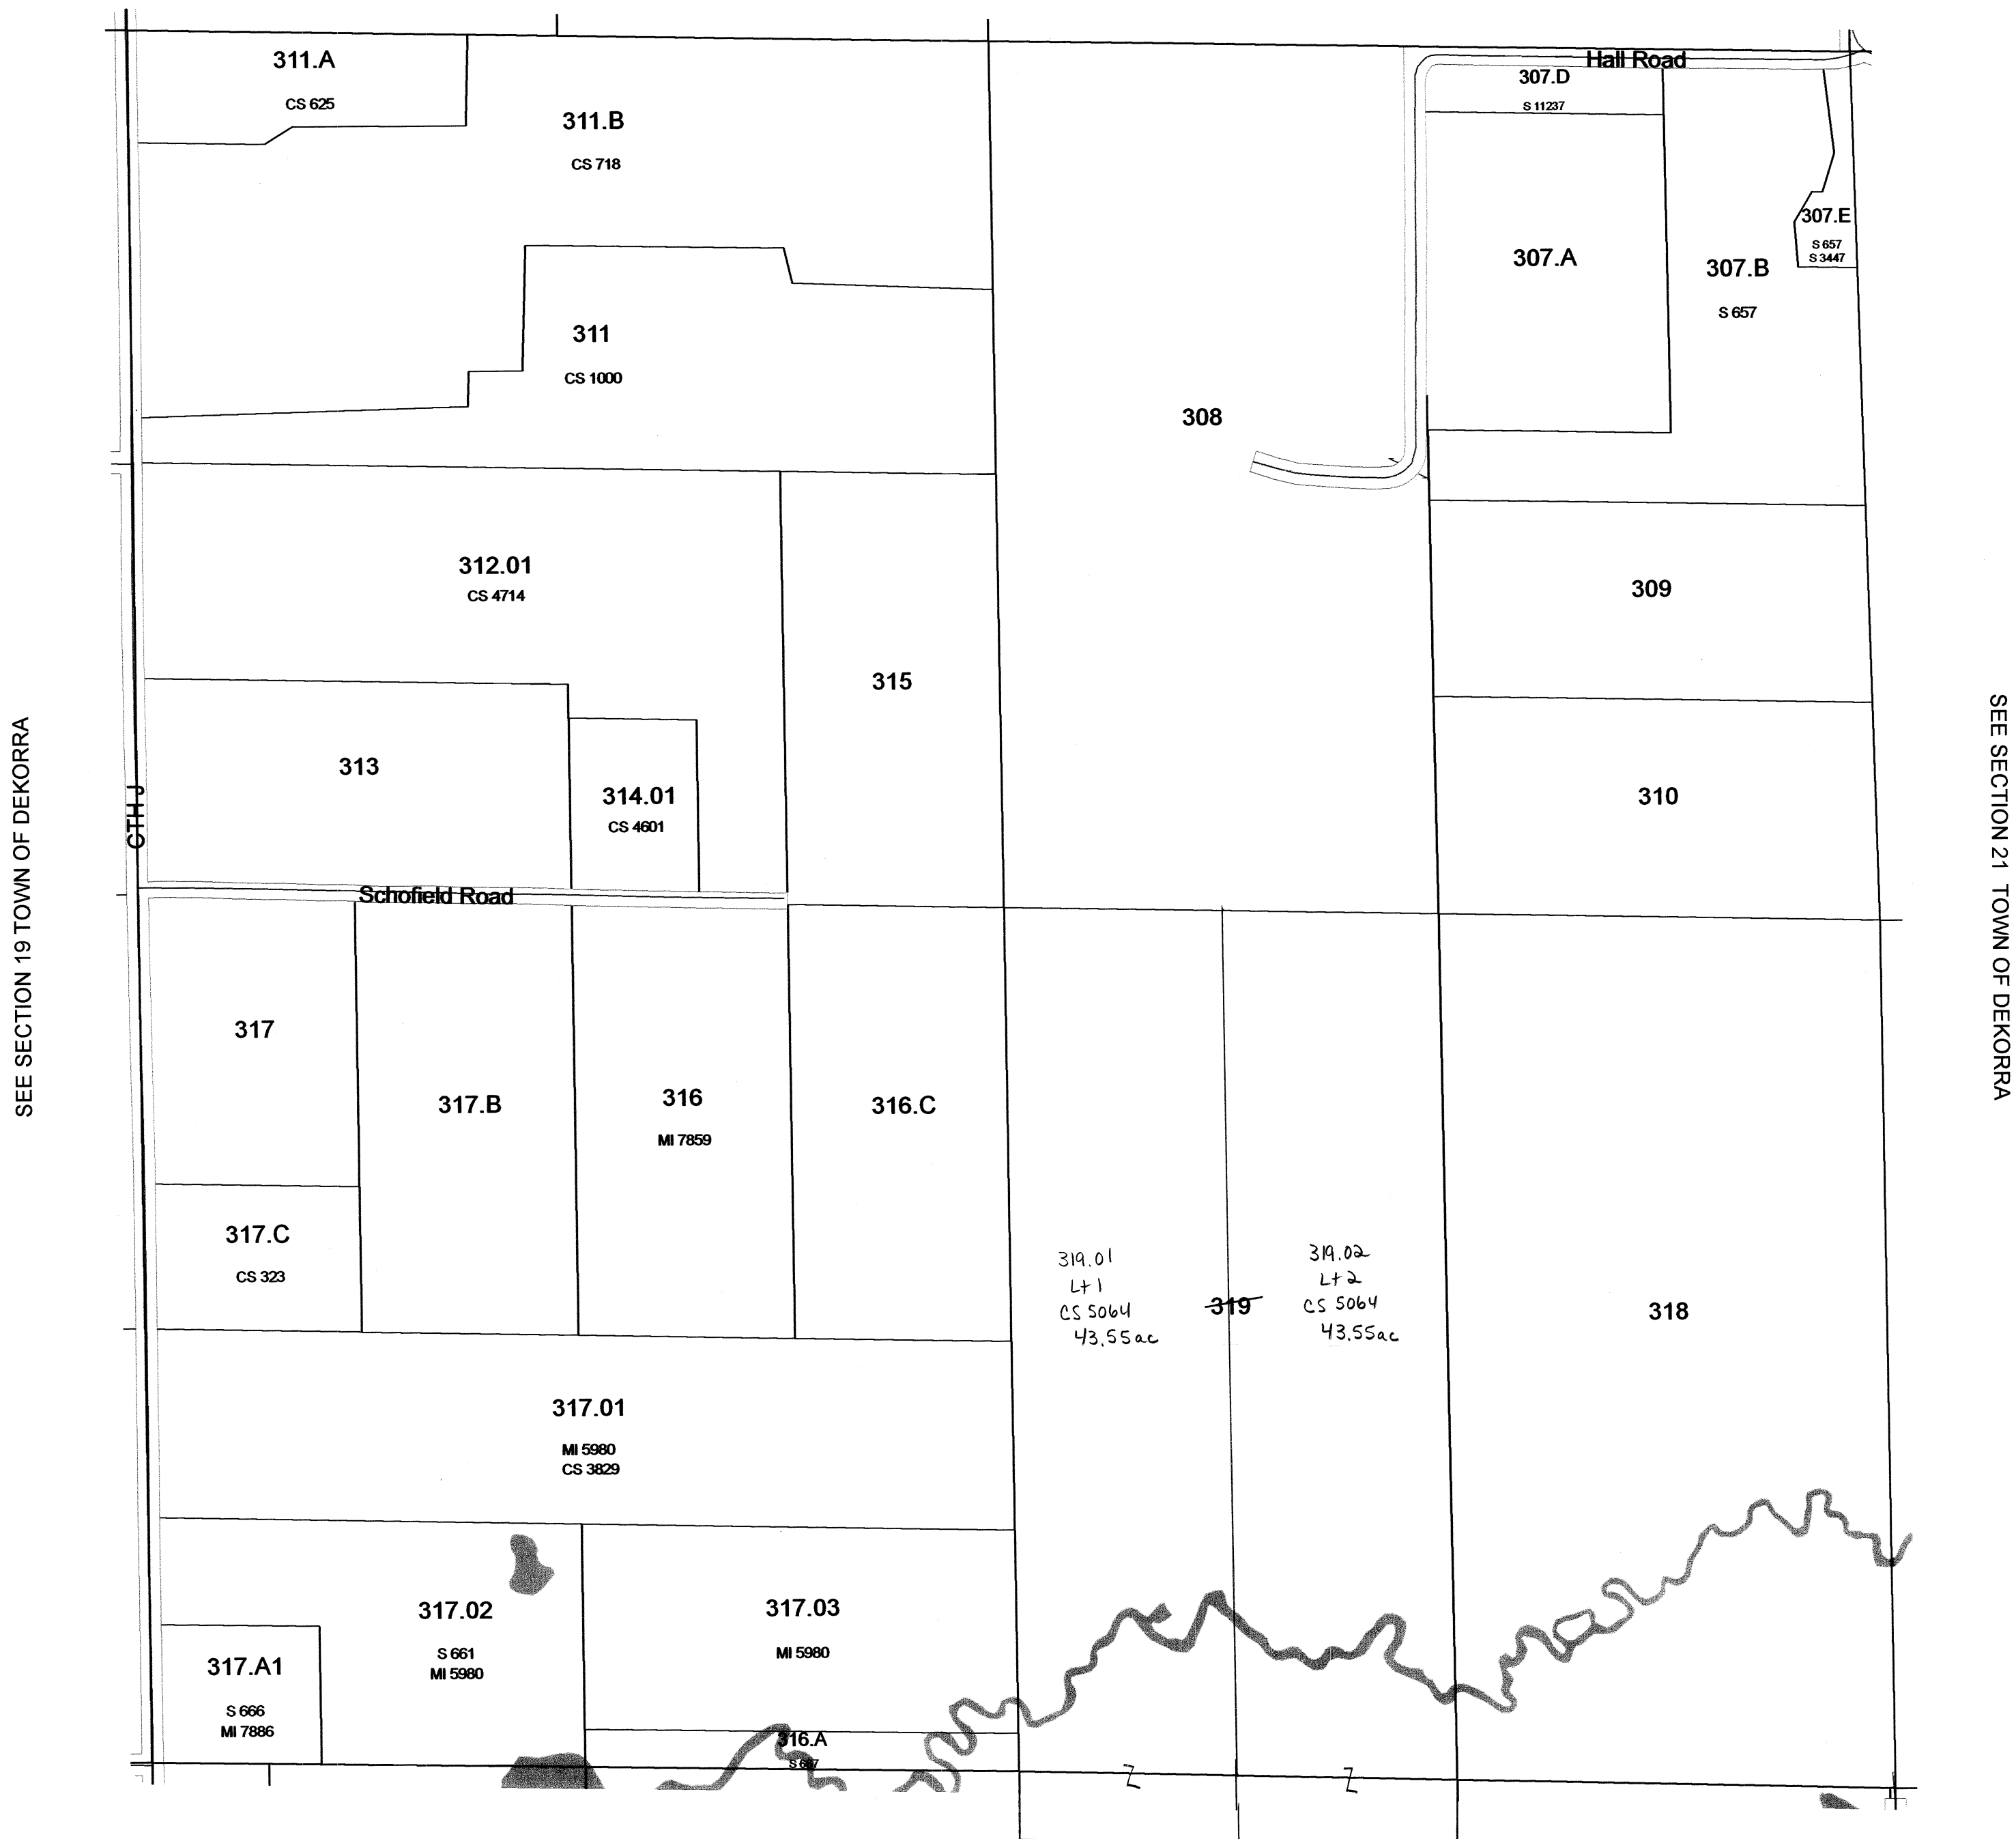 Hall Road
311.A
CS 625
311.B
CS 718
307.D
S 11237
307.E
S 657
S 3447
307.A
307.B
S 657
311
CS 1000
308
312.01
CS 4714
309
315
313
314.01
CS 4601
310
CTH J
Schofield Road
SEE SECTION 19 TOWN OF DEKORRA
SEE SECTION 21 TOWN OF DEKORRA
317
317.B
316
MI 7859
316.C
317.C
CS 323
319.01
Lt 1
CS 5064
43.55ac
319
319.02
Lt 2
CS 5064
43.55ac
318
317.01
MI 5980
CS 3829
317.02
S 661
MI 5980
317.03
MI 5980
317.A1
S 666
MI 7886
316.A
S 667